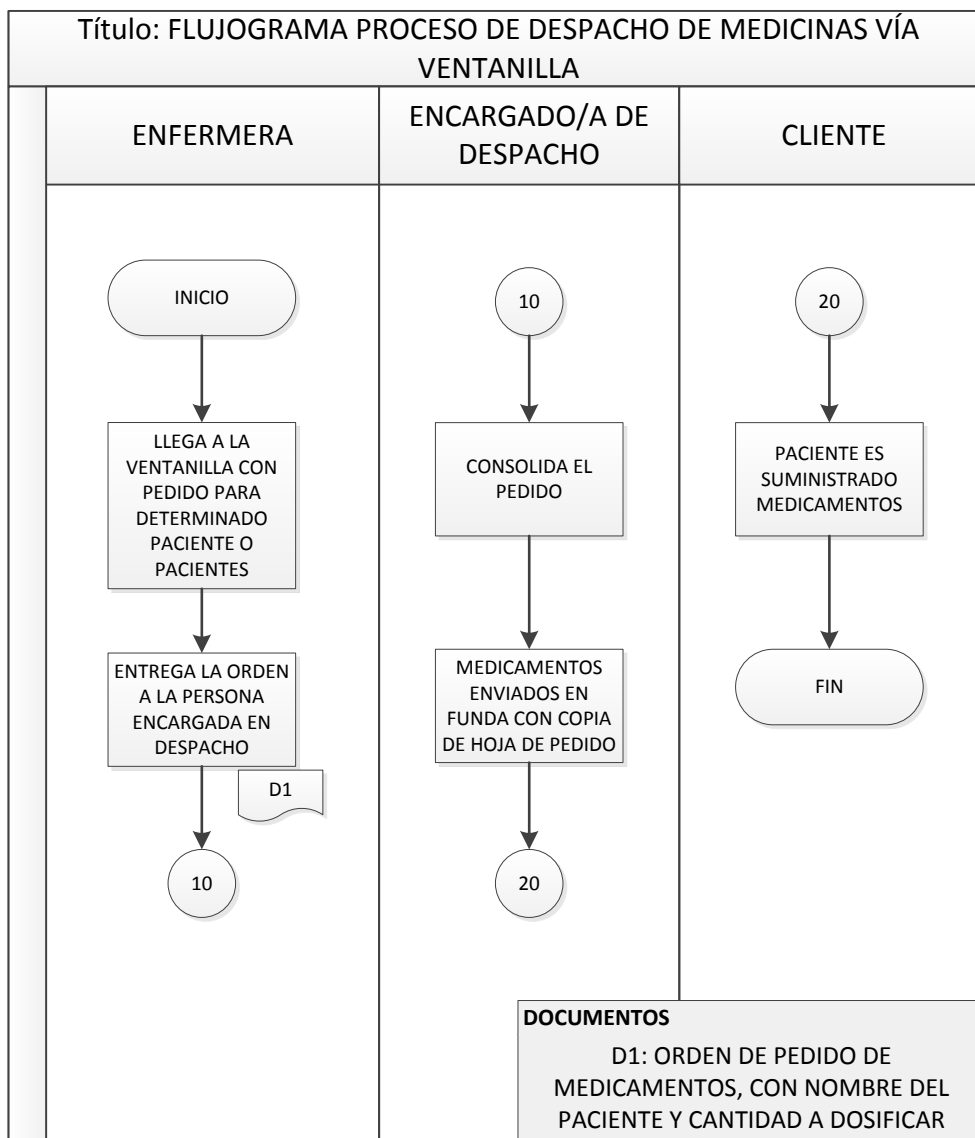 Título: FLUJOGRAMA PROCESO DE DESPACHO DE MEDICINAS VÍA
VENTANILLA
ENFERMERA
ENCARGADO/A DE
DESPACHO
CLIENTE
INICIO
LLEGA A LA
VENTANILLA CON
PEDIDO PARA
DETERMINADO
PACIENTE O
PACIENTES
ENTREGA LA ORDEN
A LA PERSONA
ENCARGADA EN
DESPACHO
D1
10
10
CONSOLIDA EL
PEDIDO
MEDICAMENTOS
ENVIADOS EN
FUNDA CON COPIA
DE HOJA DE PEDIDO
20
20
PACIENTE ES
SUMINISTRADO
MEDICAMENTOS
FIN
DOCUMENTOS
D1: ORDEN DE PEDIDO DE
MEDICAMENTOS, CON NOMBRE DEL
PACIENTE Y CANTIDAD A DOSIFICAR